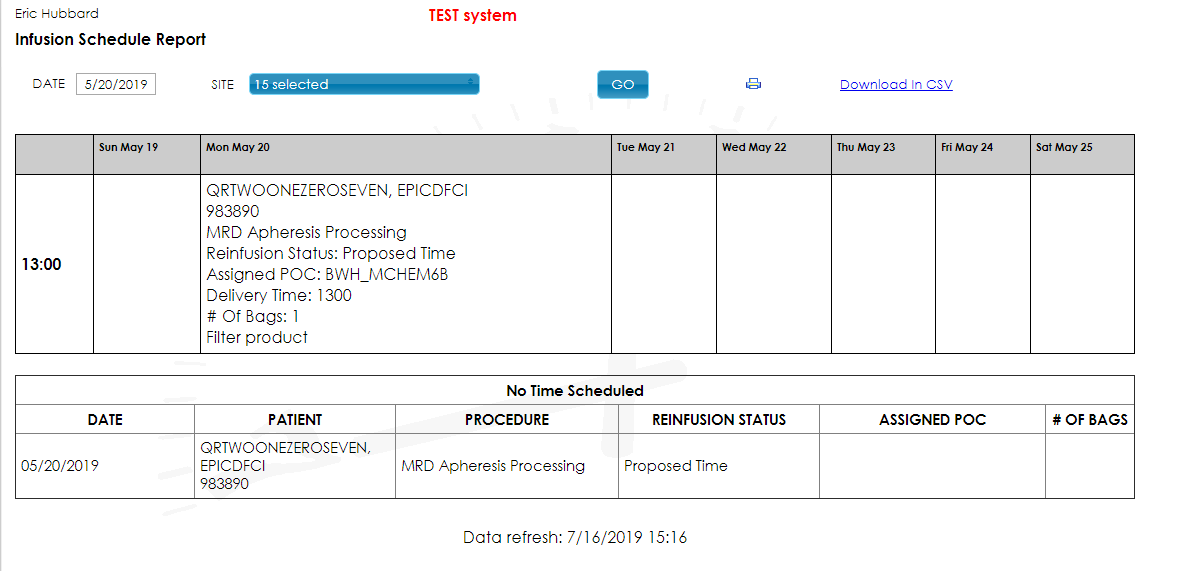 Eric Hubbard
TEST system
Infusion Schedule Report
DATE 5/20/2019 SITE 15 selected GO Download In CSV
Sun May 19 Mon May 20 Tue May 21 Wed May 22 Thu May 23 Fri May 24 Sat May 25
13:00
QRTWOONEZEROSEVEN, EPICDFCI
983890
MRD Apheresis Processing
Reinfusion Status: Proposed Time
Assigned POC: BWH_MCHEM6B
Delivery Time: 1300
# Of Bags: 1
Filter product
No Time Scheduled
DATE PATIENT PROCEDURE REINFUSION STATUS ASSIGNED POC # OF BAGS
05/20/2019
QRTWOONEZEROSEVEN,
EPICDFCI
983890
MRD Apheresis Processing
Proposed Time
Data refresh: 7/16/2019 15:16